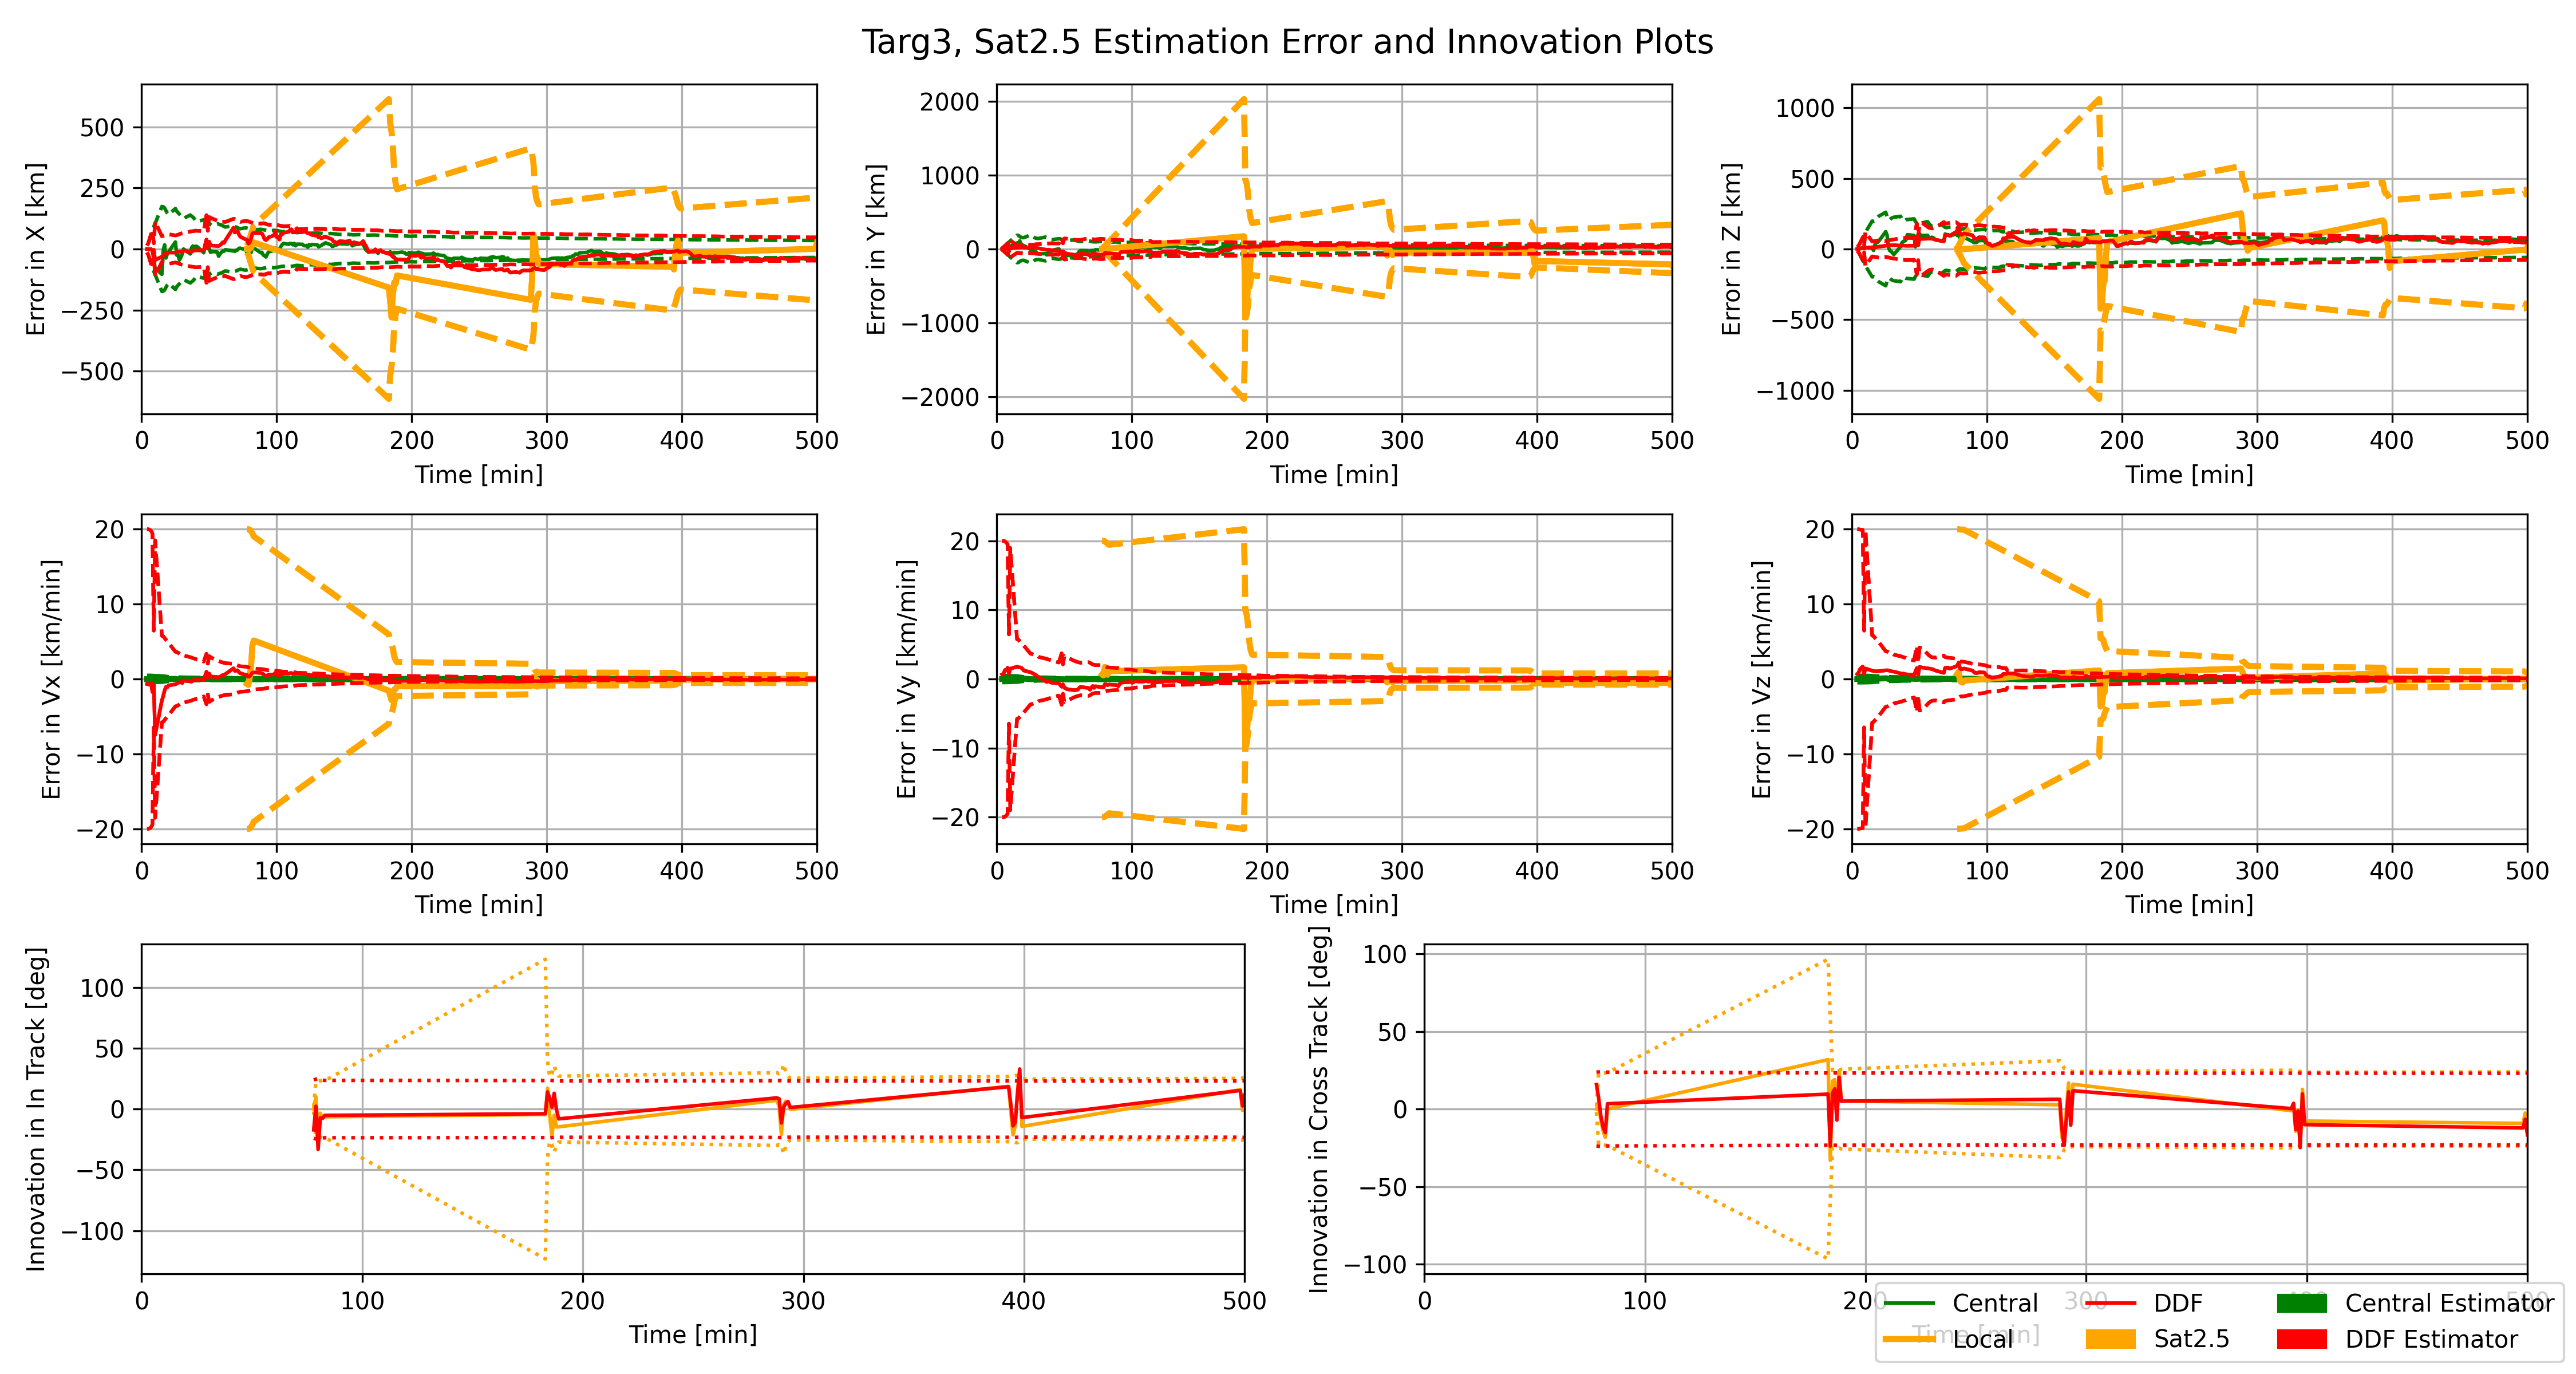 Targ3, Sat2.5 Estimation Error and Innovation Plots
Error in X [km]
500
250
0
−250
−500
0 100 200 300 400 500
Time [min]
Error in Y [km]
2000
1000
0
−1000
−2000
0 100 200 300 400 500
Time [min]
Error in Z [km]
1000
500
0
−500
−1000
0 100 200 300 400 500
Time [min]
Error in Vx [km/min]
20
10
0
−10
−20
0 100 200 300 400 500
Time [min]
Error in Vy [km/min]
20
10
0
−10
−20
0 100 200 300 400 500
Time [min]
Error in Vz [km/min]
20
10
0
−10
−20
0 100 200 300 400 500
Time [min]
Innovation in In Track [deg]
100
50
0
−50
−100
0 100 200 300 400 500
Time [min]
Innovation in Cross Track [deg]
100
50
0
−50
−100
0 100 200 300 400 500
Time [min]
Central DDF Central Estimator
Local Sat2.5 DDF Estimator